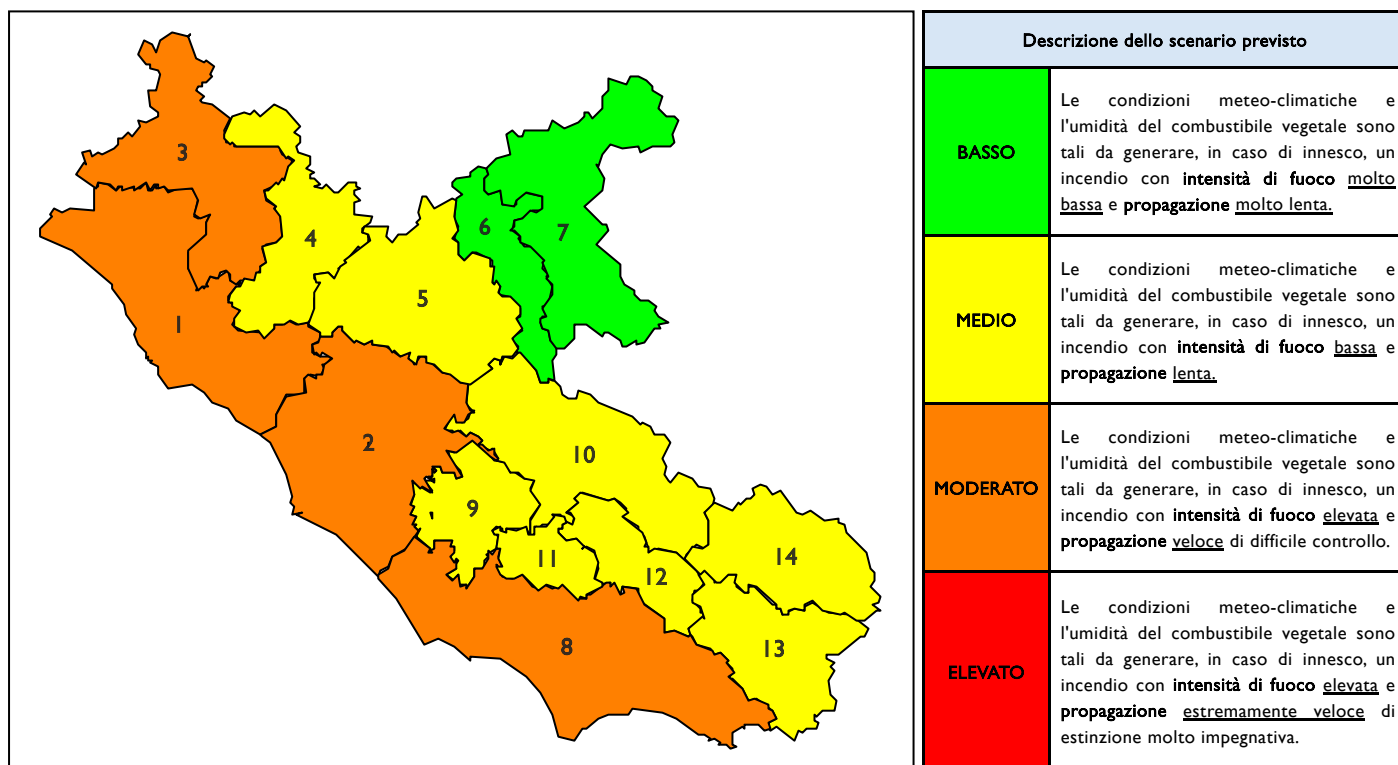 3
4
6
7
5
1
2
10
9
11
12
14
8
13
Descrizione dello scenario previsto
BASSO
Le condizioni meteo-climatiche e
l'umidità del combustibile vegetale sono
tali da generare, in caso di innesco, un
incendio con intensità di fuoco molto
bassa e propagazione molto lenta.
MEDIO
Le condizioni meteo-climatiche e
l'umidità del combustibile vegetale sono
tali da generare, in caso di innesco, un
incendio con intensità di fuoco bassa e
propagazione lenta.
MODERATO
Le condizioni meteo-climatiche e
l'umidità del combustibile vegetale sono
tali da generare, in caso di innesco, un
incendio con intensità di fuoco elevata e
propagazione veloce di difficile controllo.
ELEVATO
Le condizioni meteo-climatiche e
l'umidità del combustibile vegetale sono
tali da generare, in caso di innesco, un
incendio con intensità di fuoco elevata e
propagazione estremamente veloce di
estinzione molto impegnativa.